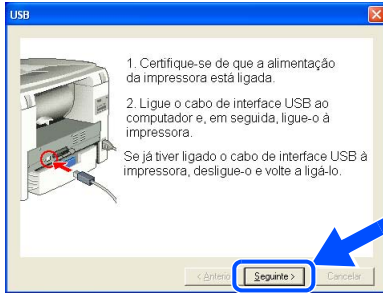 USB
1. Certifique-se de que a alimentação
da impressora está ligada.
2. Ligue o cabo de interface USB ao
computador e, em seguida, ligue-o à
impressora.
Se já tiver ligado o cabo de interface USB à
impressora, desligue-o e volte a ligá-lo.
< Anterio Seguinte > Cancelar